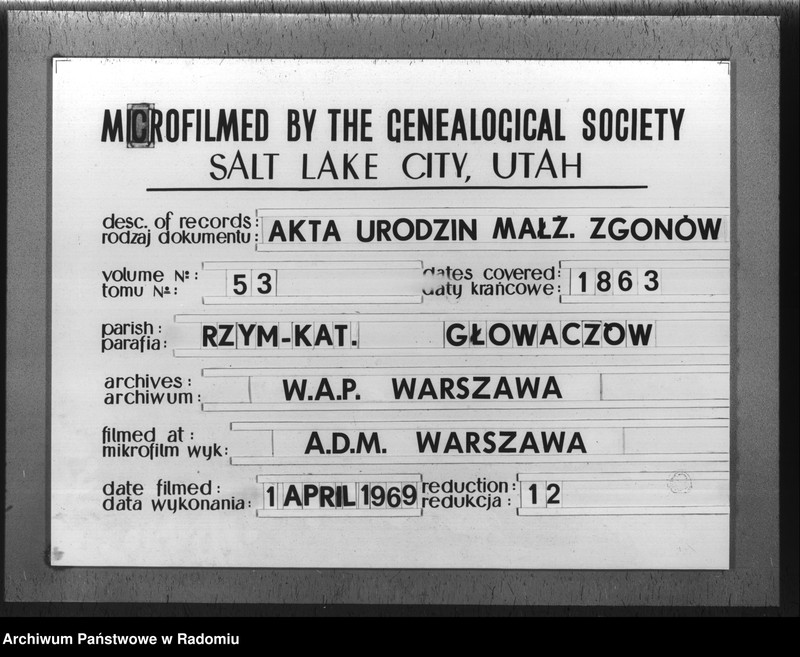 MICROFILMED BY THE GENEALOGICAL SOCIETY
SALT LAKE CITY, UTAH
desc. of records:
rodzaj dokumentu: AKTA URODZIN MAŁŻ. ZGONÓW
volume No:
tomu No: 53
dates covered:
daty krańcowe: 1863
parish:
parafia: RZYM-KAT. GŁOWACZÓW
archives:
archiwum: W.A.P. WARSZAWA
filmed at:
mikrofilm wyk: A.D.M. WARSZAWA
date filmed:
data wykonania: 1 APRIL 1969
reduction:
redukcja: 12
Archiwum Państwowe w Radomiu